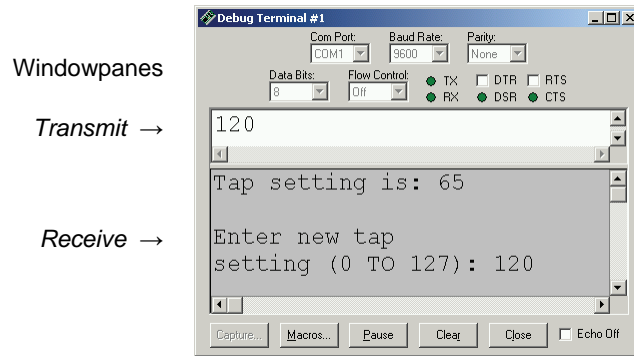 Windowpanes
Transmit →
Receive →
Debug Terminal #1
Com Port: Baud Rate: Parity:
COM1 9600 None
Data Bits: Flow Control: TX DTR RTS
8 Off RX DSR CTS
120
Tap setting is: 65
Enter new tap
setting (0 TO 127): 120
Capture... Macros... Pause Clear Close Echo Off